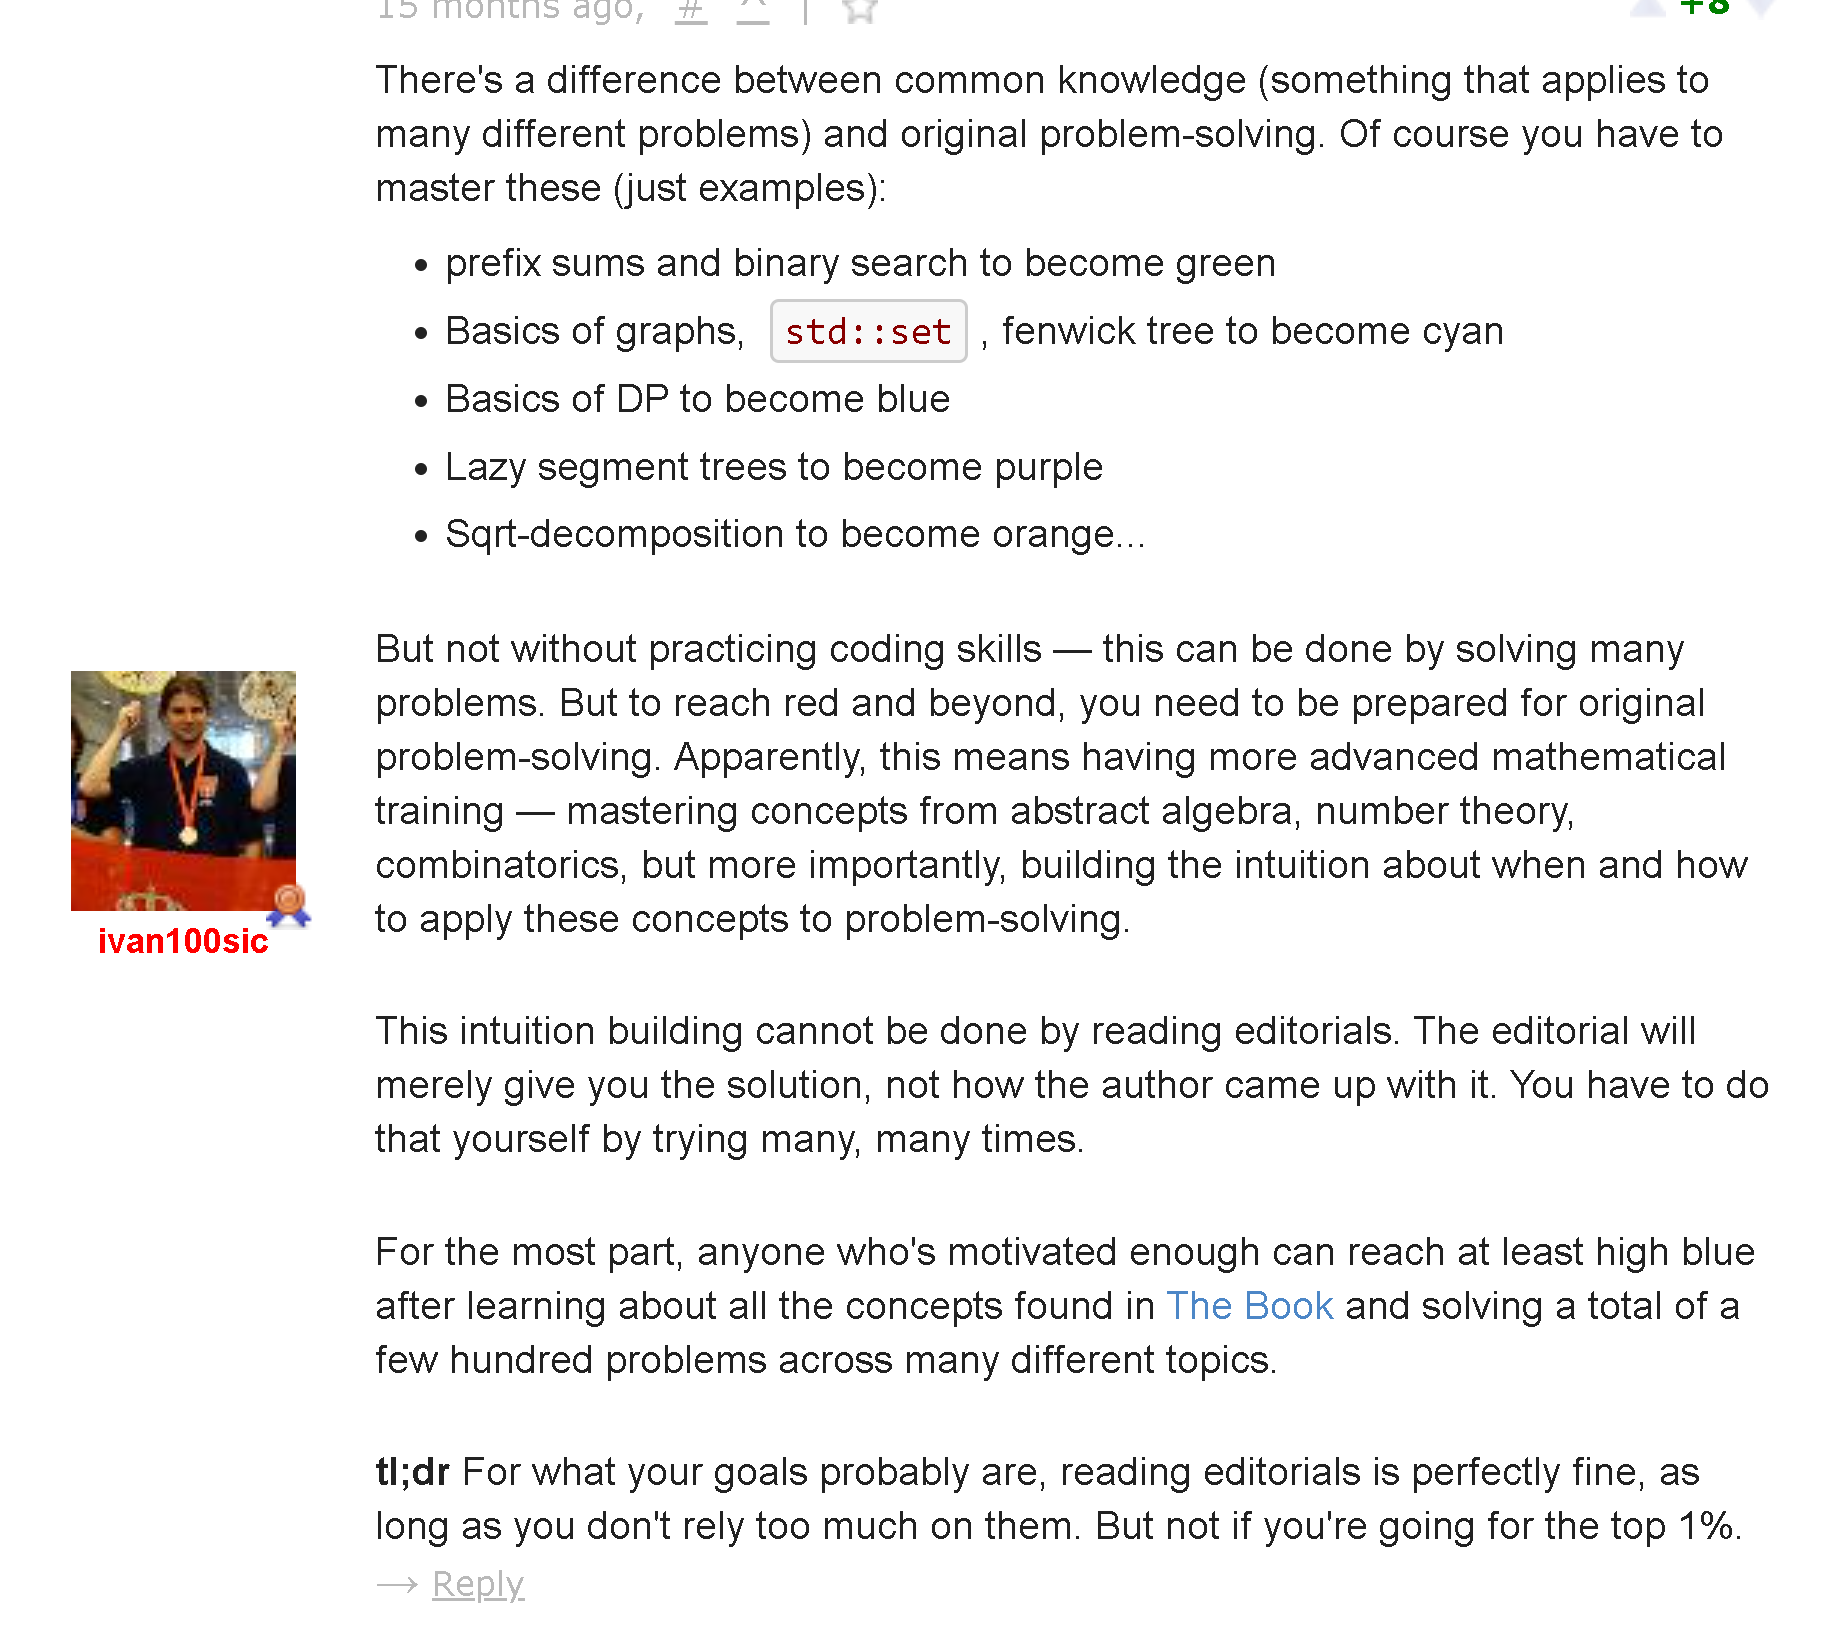 15 months ago, # ^ | +8
There's a difference between common knowledge (something that applies to
many different problems) and original problem-solving. Of course you have to
master these (just examples):
• prefix sums and binary search to become green
• Basics of graphs, std::set , fenwick tree to become cyan
• Basics of DP to become blue
• Lazy segment trees to become purple
• Sqrt-decomposition to become orange...
But not without practicing coding skills — this can be done by solving many
problems. But to reach red and beyond, you need to be prepared for original
problem-solving. Apparently, this means having more advanced mathematical
training — mastering concepts from abstract algebra, number theory,
combinatorics, but more importantly, building the intuition about when and how
to apply these concepts to problem-solving.
ivan100sic
This intuition building cannot be done by reading editorials. The editorial will
merely give you the solution, not how the author came up with it. You have to do
that yourself by trying many, many times.
For the most part, anyone who's motivated enough can reach at least high blue
after learning about all the concepts found in The Book and solving a total of a
few hundred problems across many different topics.
tl;dr For what your goals probably are, reading editorials is perfectly fine, as
long as you don't rely too much on them. But not if you're going for the top 1%.
→ Reply